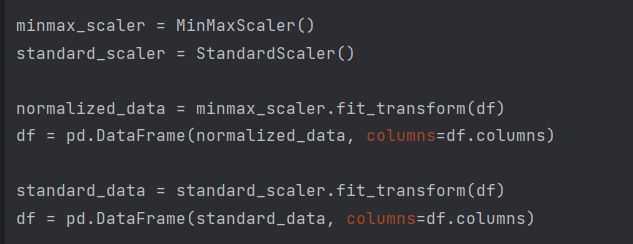 minmax_scaler = MinMaxScaler()
standard_scaler = StandardScaler()
normalized_data = minmax_scaler.fit_transform(df)
df = pd.DataFrame(normalized_data, columns=df.columns)
standard_data = standard_scaler.fit_transform(df)
df = pd.DataFrame(standard_data, columns=df.columns)